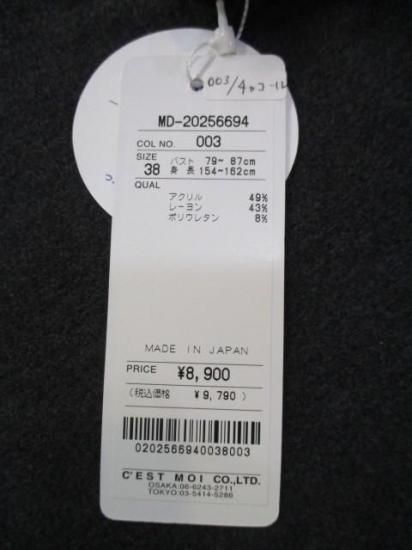 003/チャコール
MD-20256694
COL NO. 003
SIZE バスト 79~ 87cm
38 身 長 154~162cm
QUAL
アクリル 49%
レーヨン 43%
ポリウレタン 8%
MADE IN JAPAN
PRICE ¥8,900
(税込価格 ¥9,790)
0202566940038003
C'EST MOI CO.,LTD.
OSAKA:06-6243-2711
TOKYO:03-5414-5286